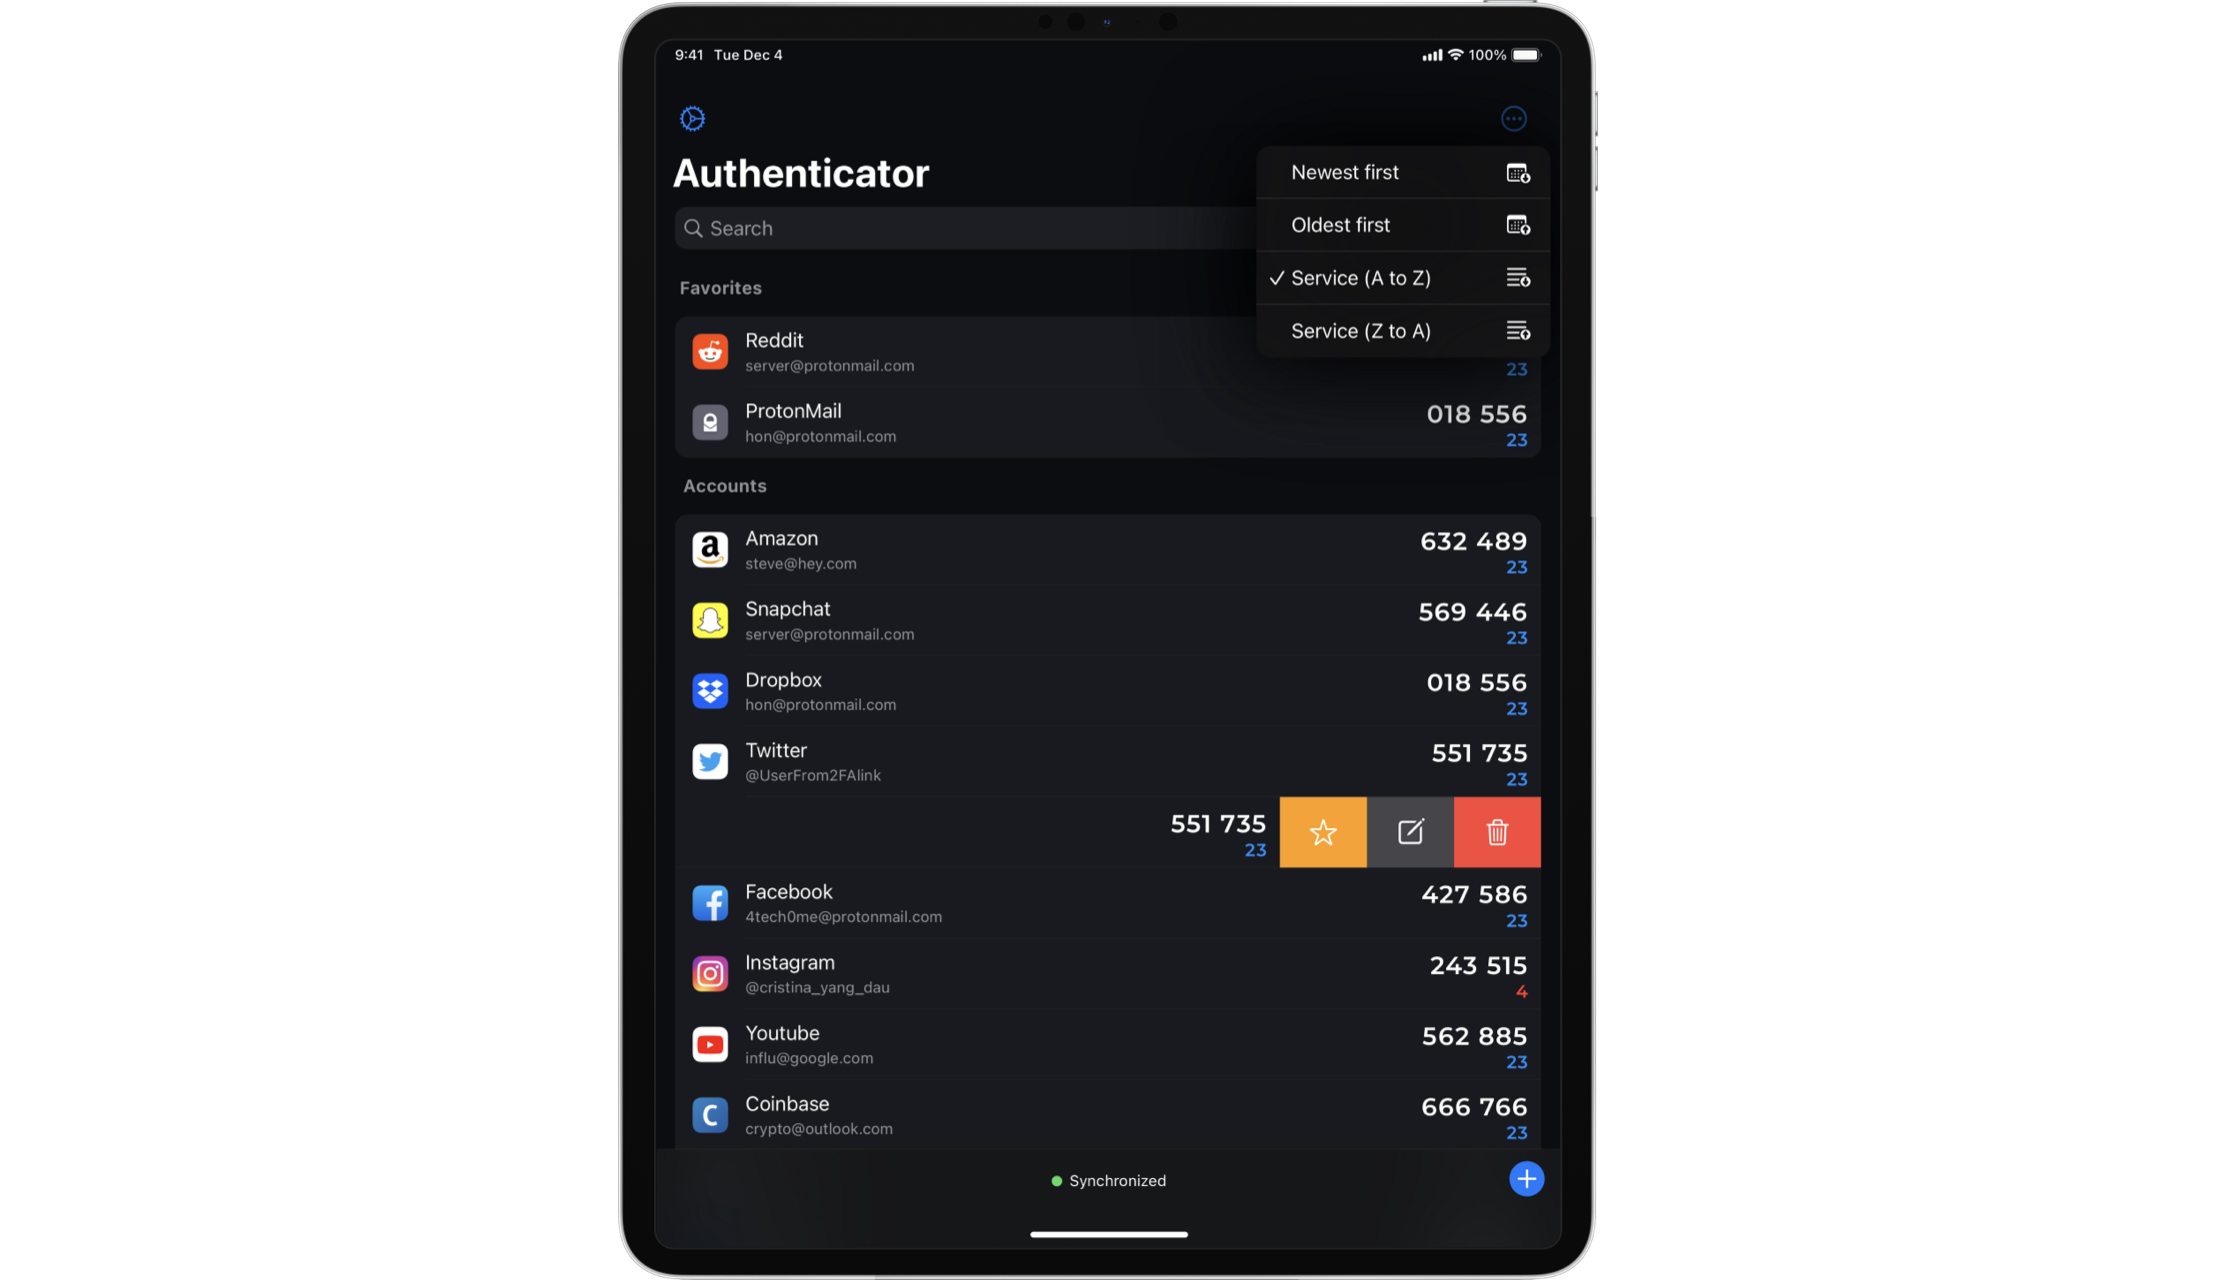 9:41 Tue Dec 4
100%
Authenticator
Newest first
Oldest first
✓ Service (A to Z)
Service (Z to A)
Search
Favorites
Reddit
server@protonmail.com
23
ProtonMail
018 556
hon@protonmail.com
23
Accounts
Amazon
632 489
steve@hey.com
23
Snapchat
569 446
server@protonmail.com
23
Dropbox
018 556
hon@protonmail.com
23
Twitter
551 735
@UserFrom2FAlink
23
551 735
23
Facebook
427 586
4tech0me@protonmail.com
23
Instagram
243 515
@cristina_yang_dau
4
Youtube
562 885
influ@google.com
23
Coinbase
666 766
crypto@outlook.com
23
Synchronized